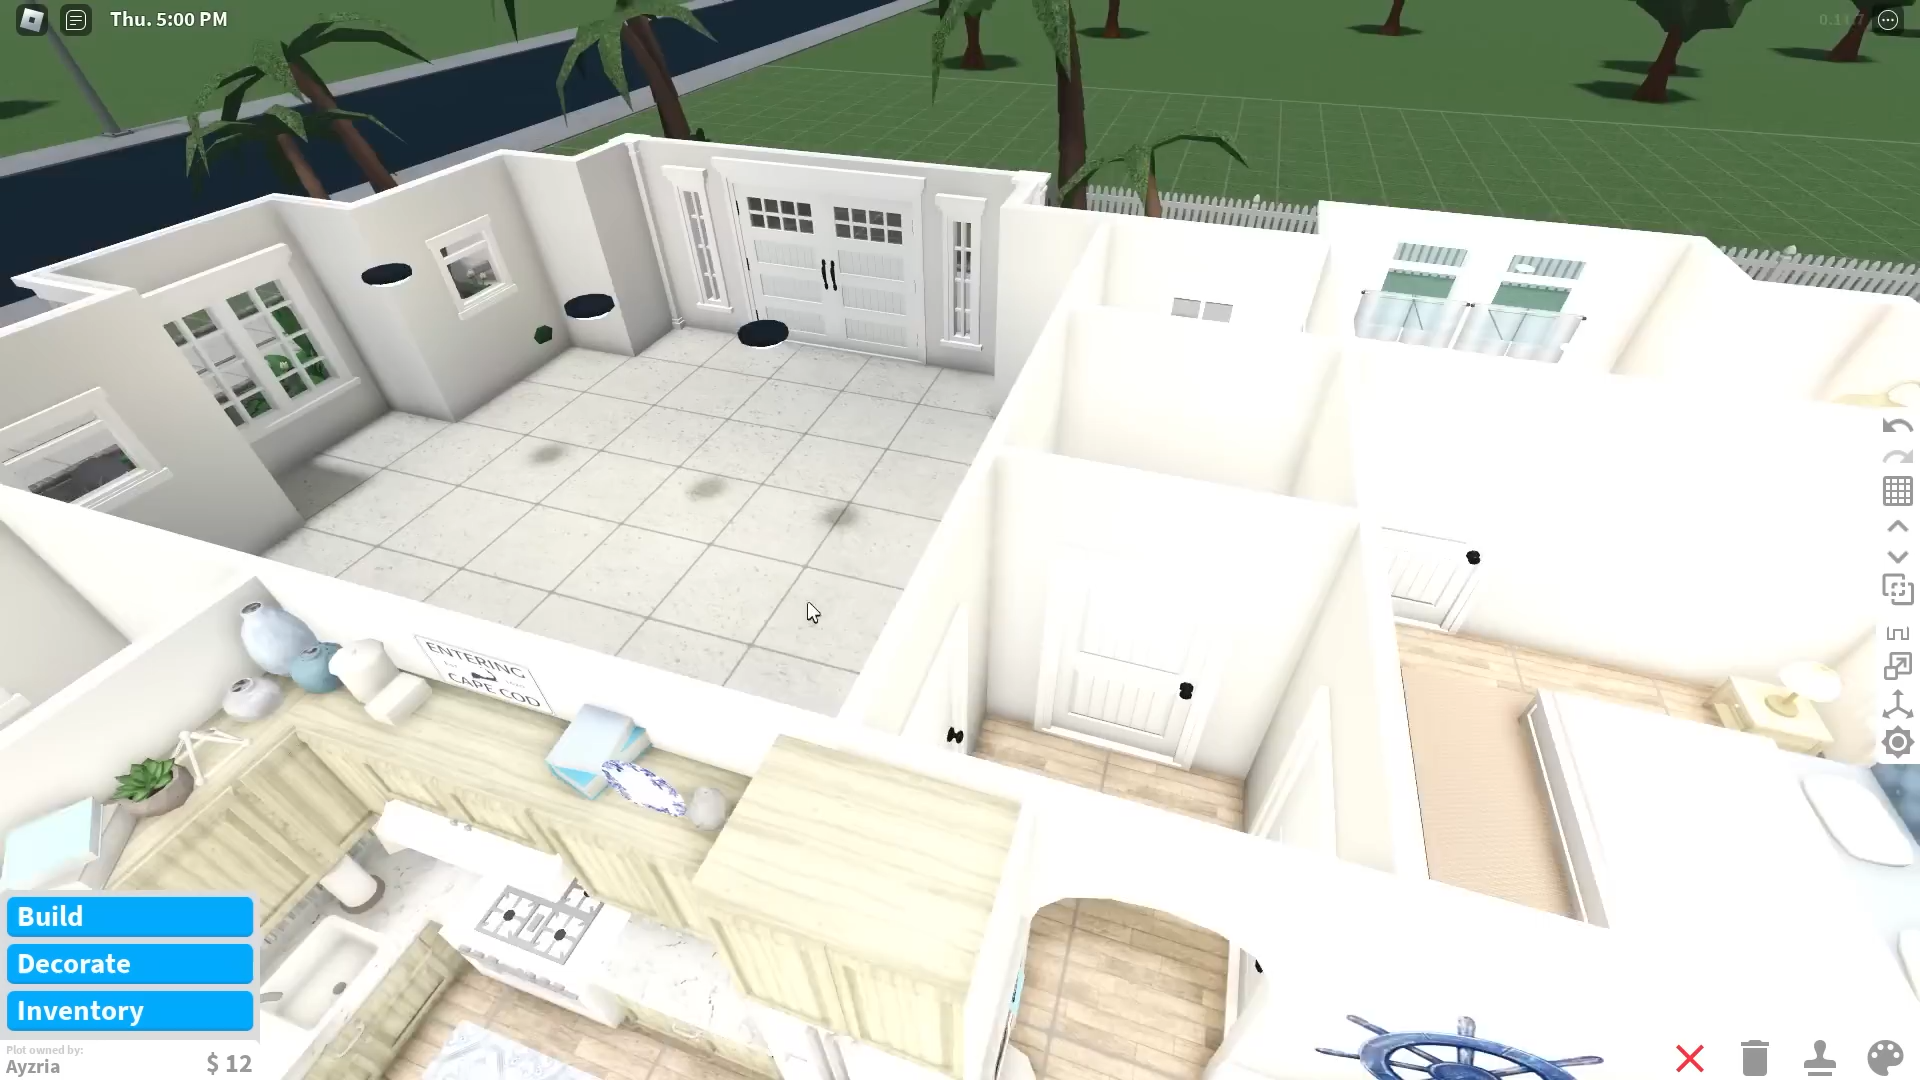 Thu. 5:00 PM
ENTERING
CAPE COD
Build
Decorate
Inventory
Plot owned by:
Ayzria
$ 12